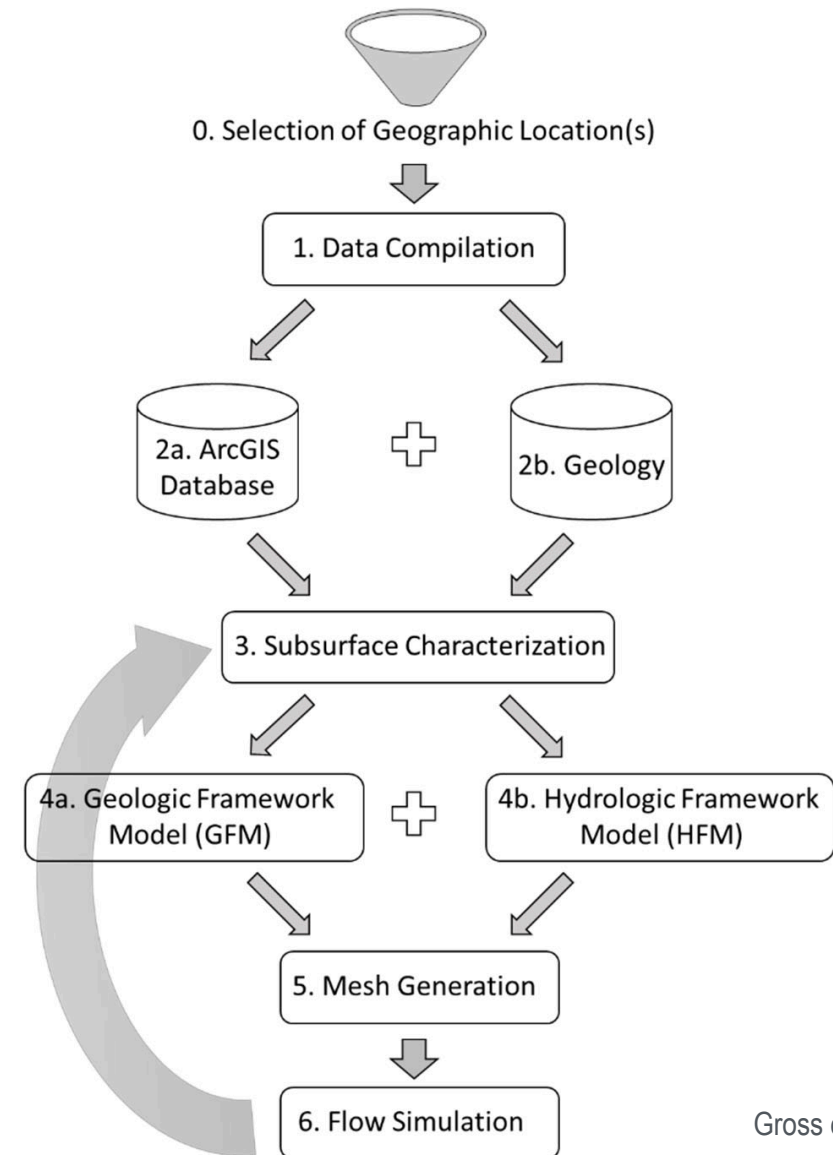 0. Selection of Geographic Location(s)
1. Data Compilation
2a. ArcGIS
Database
2b. Geology
3. Subsurface Characterization
4a. Geologic Framework
Model (GFM)
4b. Hydrologic Framework
Model (HFM)
5. Mesh Generation
6. Flow Simulation
Gross